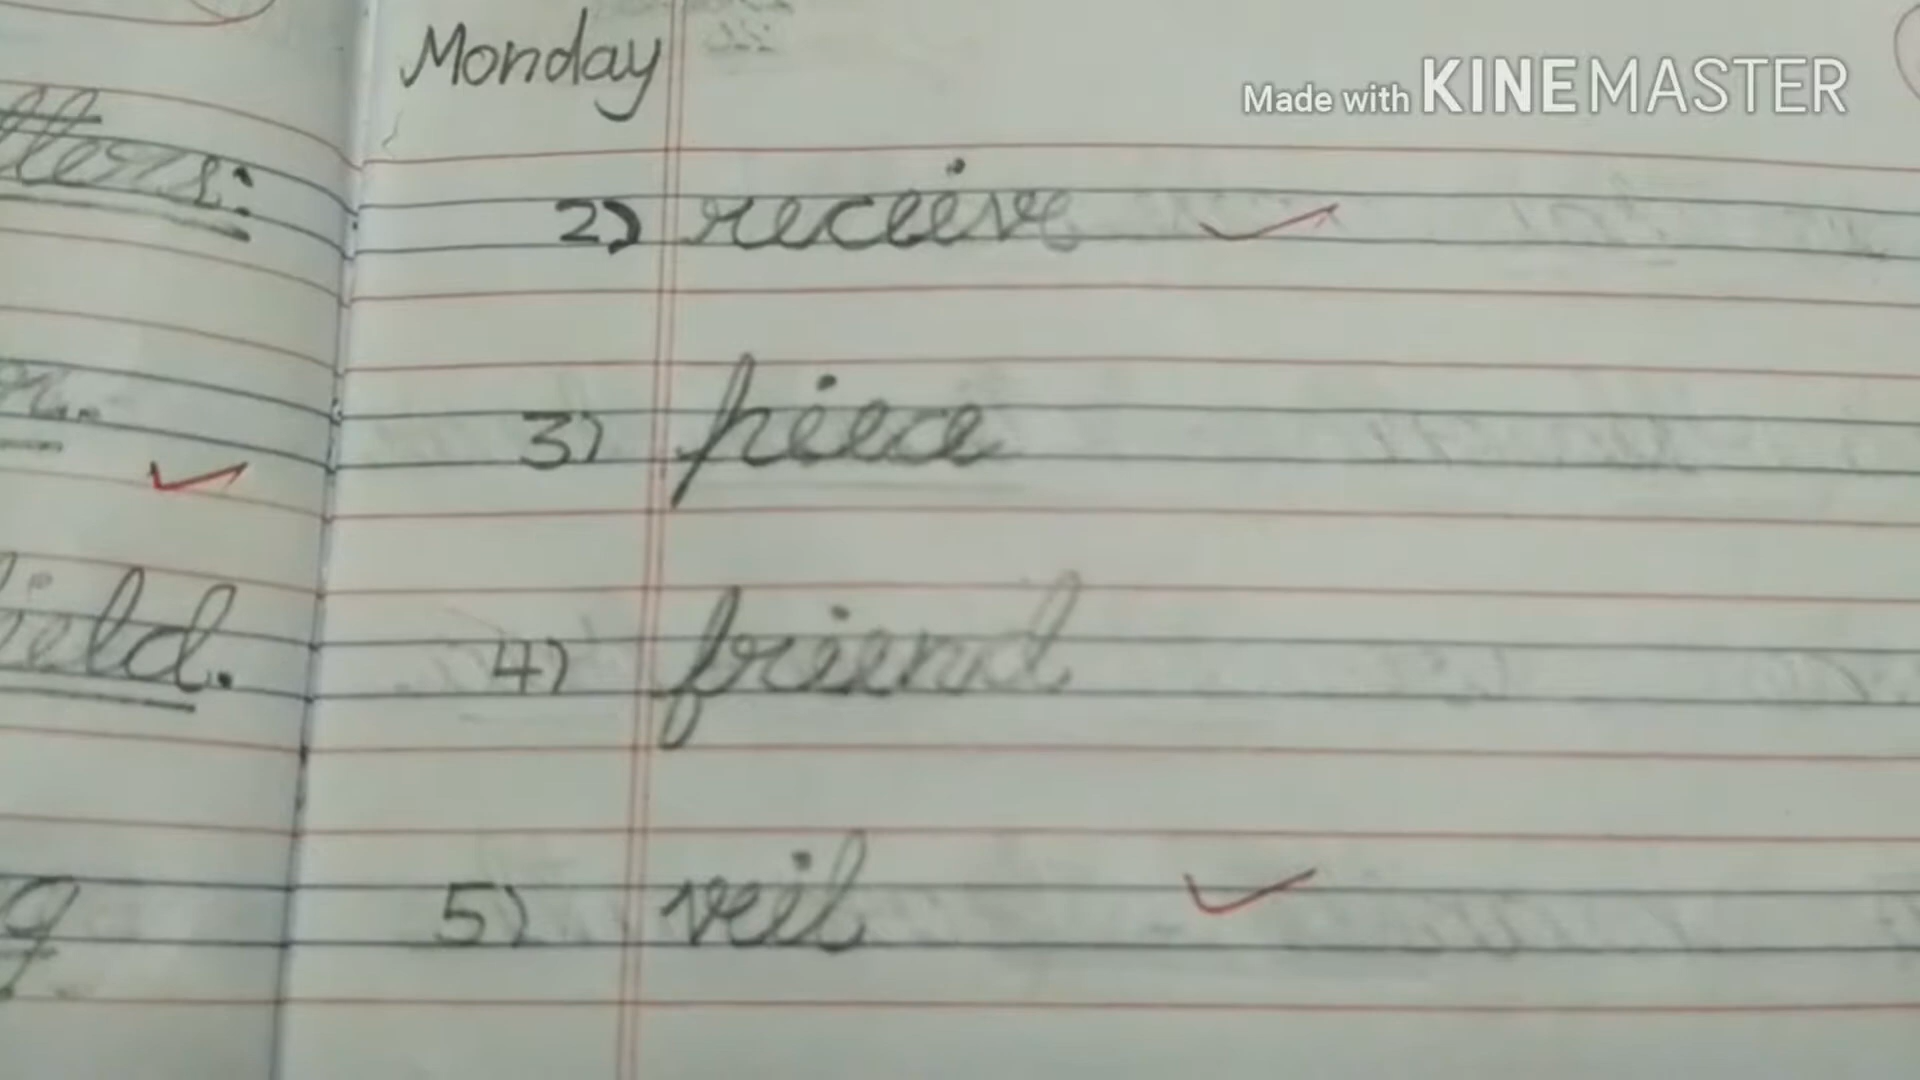 Monday
Made with KINEMASTER
2) receive
3) piece
4) friend
5) veil